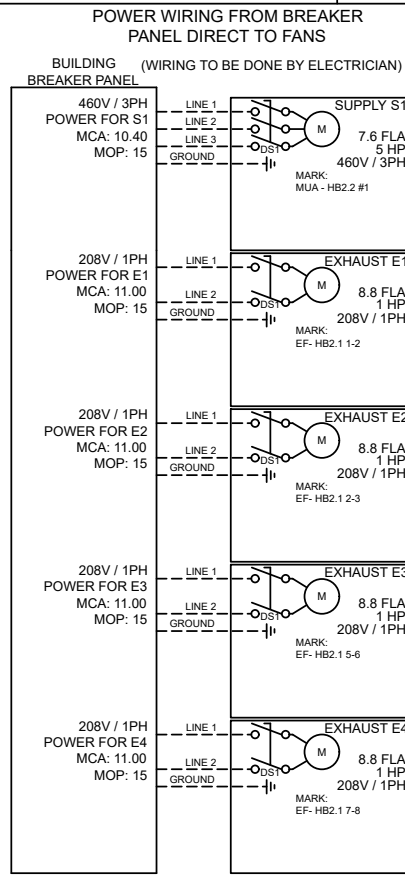 POWER WIRING FROM BREAKER
PANEL DIRECT TO FANS
BUILDING
BREAKER PANEL
(WIRING TO BE DONE BY ELECTRICIAN)
460V / 3PH
POWER FOR S1
MCA: 10.40
MOP: 15
LINE 1
LINE 2
LINE 3
GROUND
DS1
M
SUPPLY S1
7.6 FLA
5 HP
460V / 3PH
MARK:
MUA - HB2.2 #1
208V / 1PH
POWER FOR E1
MCA: 11.00
MOP: 15
LINE 1
LINE 2
GROUND
DS1
M
EXHAUST E1
8.8 FLA
1 HP
208V / 1PH
MARK:
EF- HB2.1 1-2
208V / 1PH
POWER FOR E2
MCA: 11.00
MOP: 15
LINE 1
LINE 2
GROUND
DS1
M
EXHAUST E2
8.8 FLA
1 HP
208V / 1PH
MARK:
EF- HB2.1 2-3
208V / 1PH
POWER FOR E3
MCA: 11.00
MOP: 15
LINE 1
LINE 2
GROUND
DS1
M
EXHAUST E3
8.8 FLA
1 HP
208V / 1PH
MARK:
EF- HB2.1 5-6
208V / 1PH
POWER FOR E4
MCA: 11.00
MOP: 15
LINE 1
LINE 2
GROUND
DS1
M
EXHAUST E4
8.8 FLA
1 HP
208V / 1PH
MARK:
EF- HB2.1 7-8